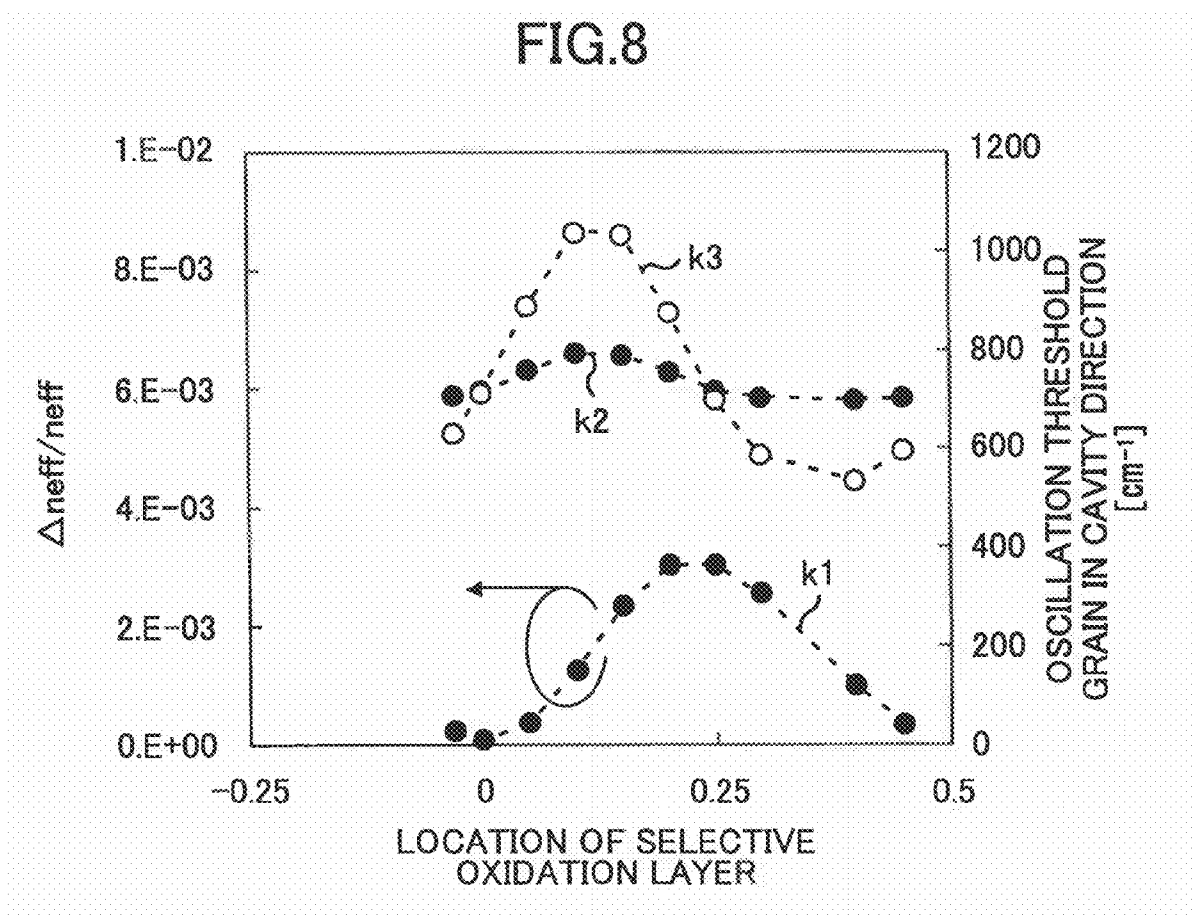 FIG.8
1.E-02
8.E-03
6.E-03
4.E-03
2.E-03
0.E+00
Δneff/neff
1200
1000
800
600
400
200
0
OSCILLATION THRESHOLD
GRAIN IN CAVITY DIRECTION
[cm⁻¹]
k3
k2
k1
-0.25
0
0.25
0.5
LOCATION OF SELECTIVE
OXIDATION LAYER